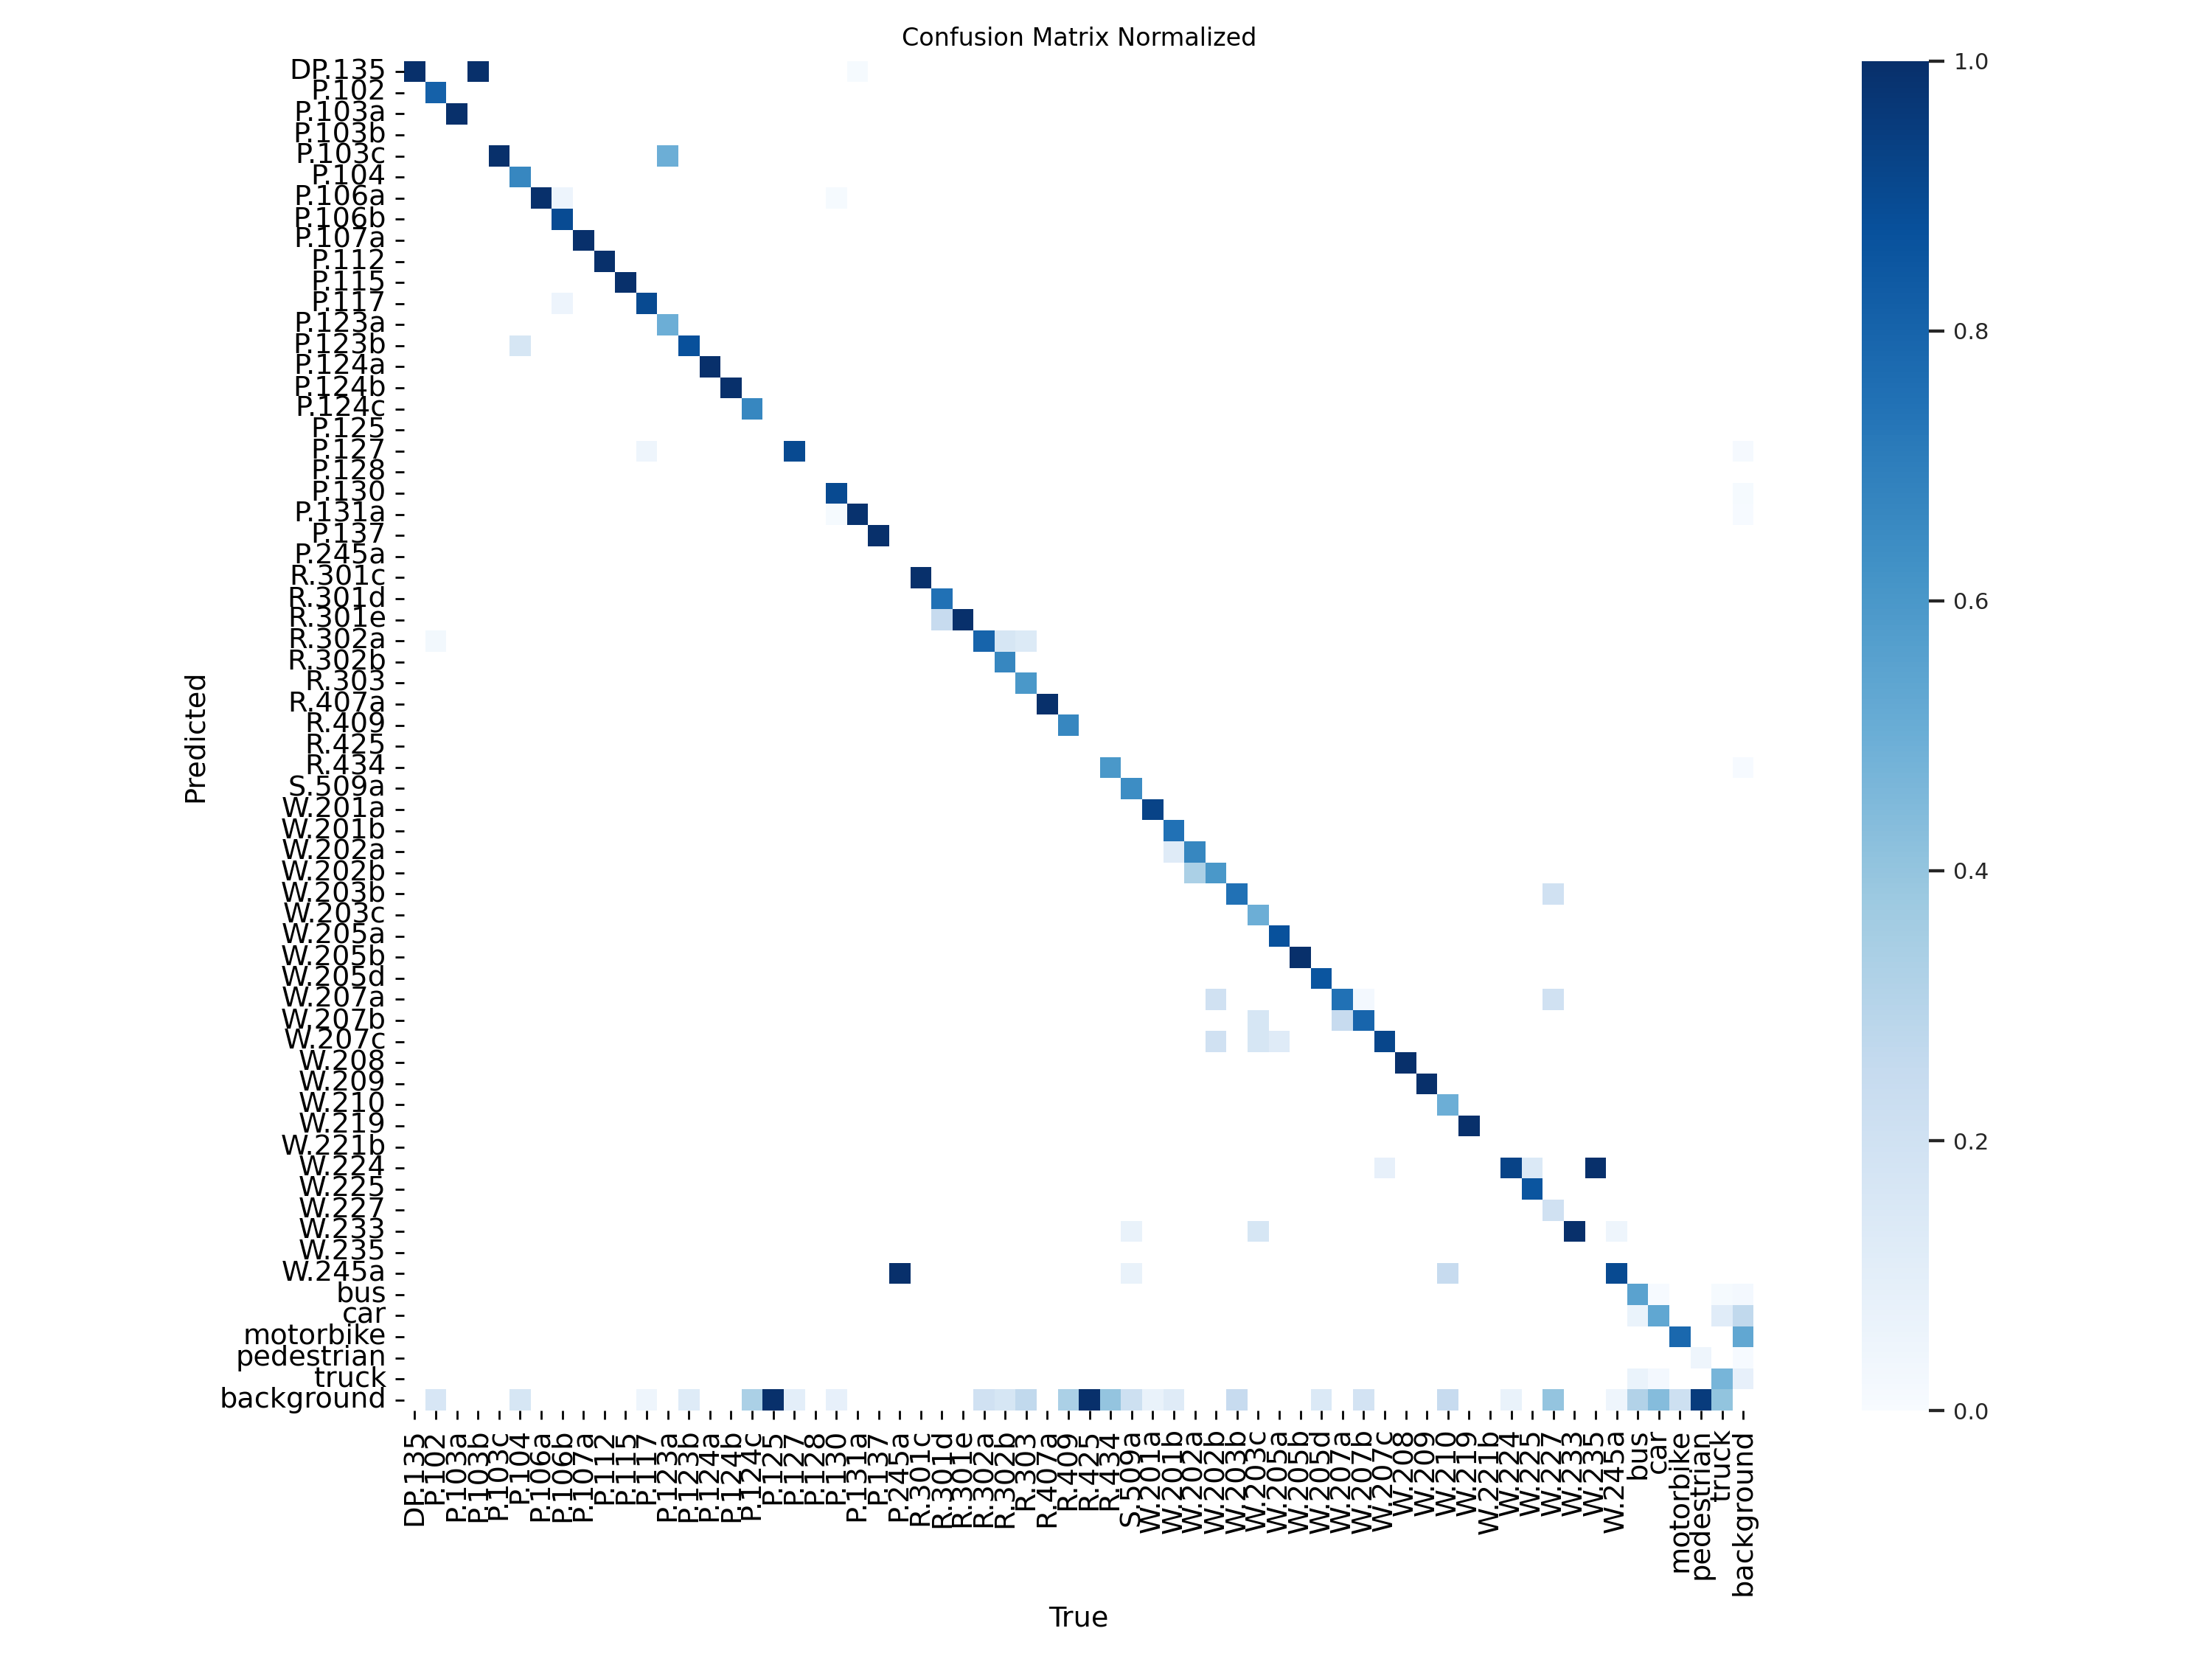 Confusion Matrix Normalized
DP.135
P.102
P.103a
P.103b
P.103c
P.104
P.106a
P.106b
P.107a
P.112
P.115
P.117
P.123a
P.123b
P.124a
P.124b
P.124c
P.125
P.127
P.128
P.130
P.131a
P.137
P.245a
R.301c
R.301d
R.301e
R.302a
R.302b
R.303
R.407a
R.409
R.425
R.434
S.509a
W.201a
W.201b
W.202a
W.202b
W.203b
W.203c
W.205a
W.205b
W.205d
W.207a
W.207b
W.207c
W.208
W.209
W.210
W.219
W.221b
W.224
W.225
W.227
W.233
W.235
W.245a
bus
car
motorbike
pedestrian
truck
background
Predicted
DP.135
P.102
P.103a
P.103b
P.103c
P.104
P.106a
P.106b
P.107a
P.112
P.115
P.117
P.123a
P.123b
P.124a
P.124b
P.124c
P.125
P.127
P.128
P.130
P.131a
P.137
P.245a
R.301c
R.301d
R.301e
R.302a
R.302b
R.303
R.407a
R.409
R.425
R.434
S.509a
W.201a
W.201b
W.202a
W.202b
W.203b
W.203c
W.205a
W.205b
W.205d
W.207a
W.207b
W.207c
W.208
W.209
W.210
W.219
W.221b
W.224
W.225
W.227
W.233
W.235
W.245a
bus
car
motorbike
pedestrian
truck
background
True
1.0
0.8
0.6
0.4
0.2
0.0